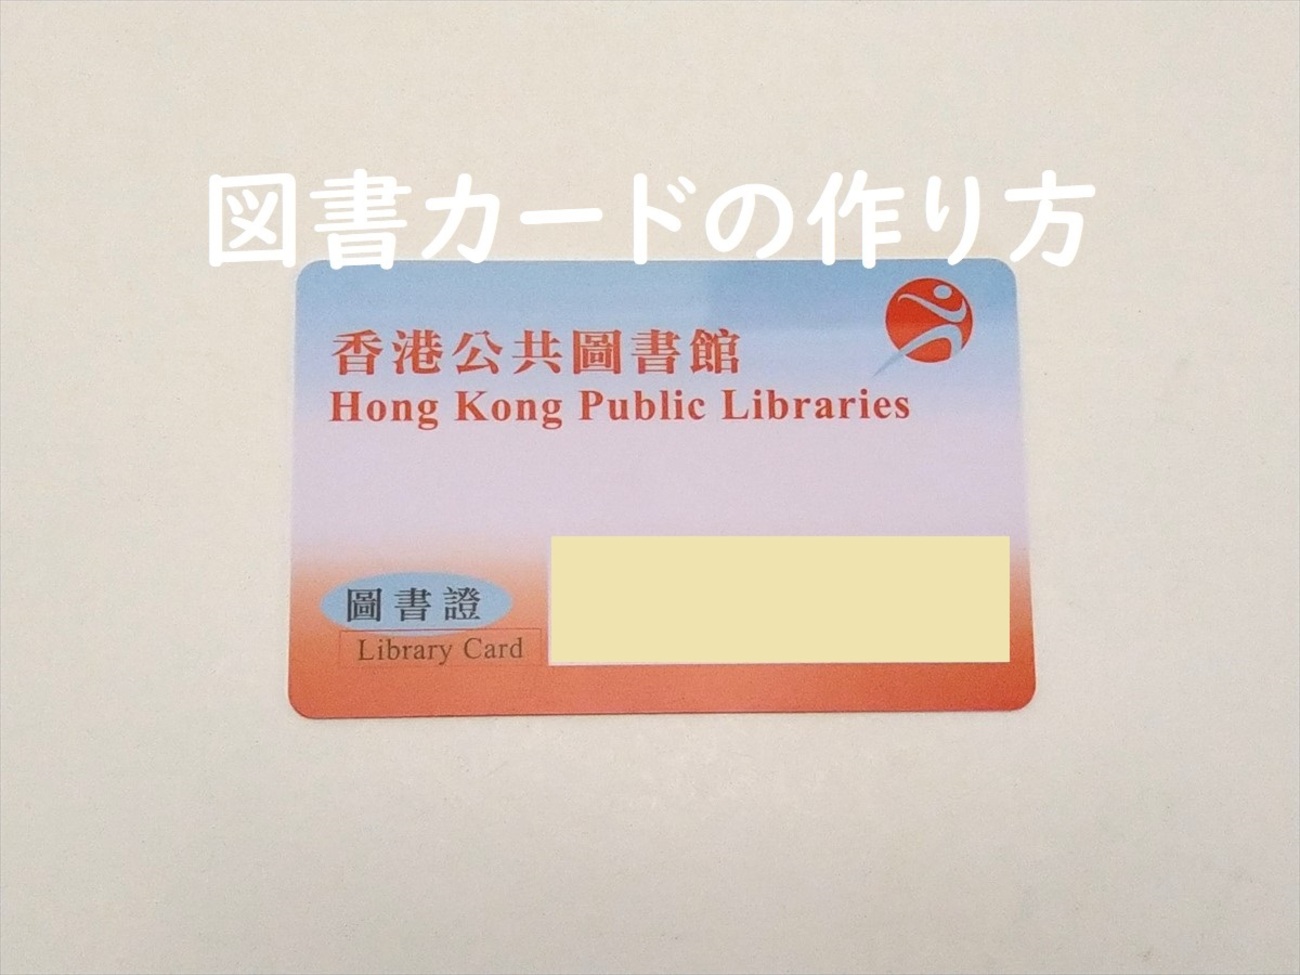 図書カードの作り方
香港公共圖書館
Hong Kong Public Libraries
圖書證
Library Card